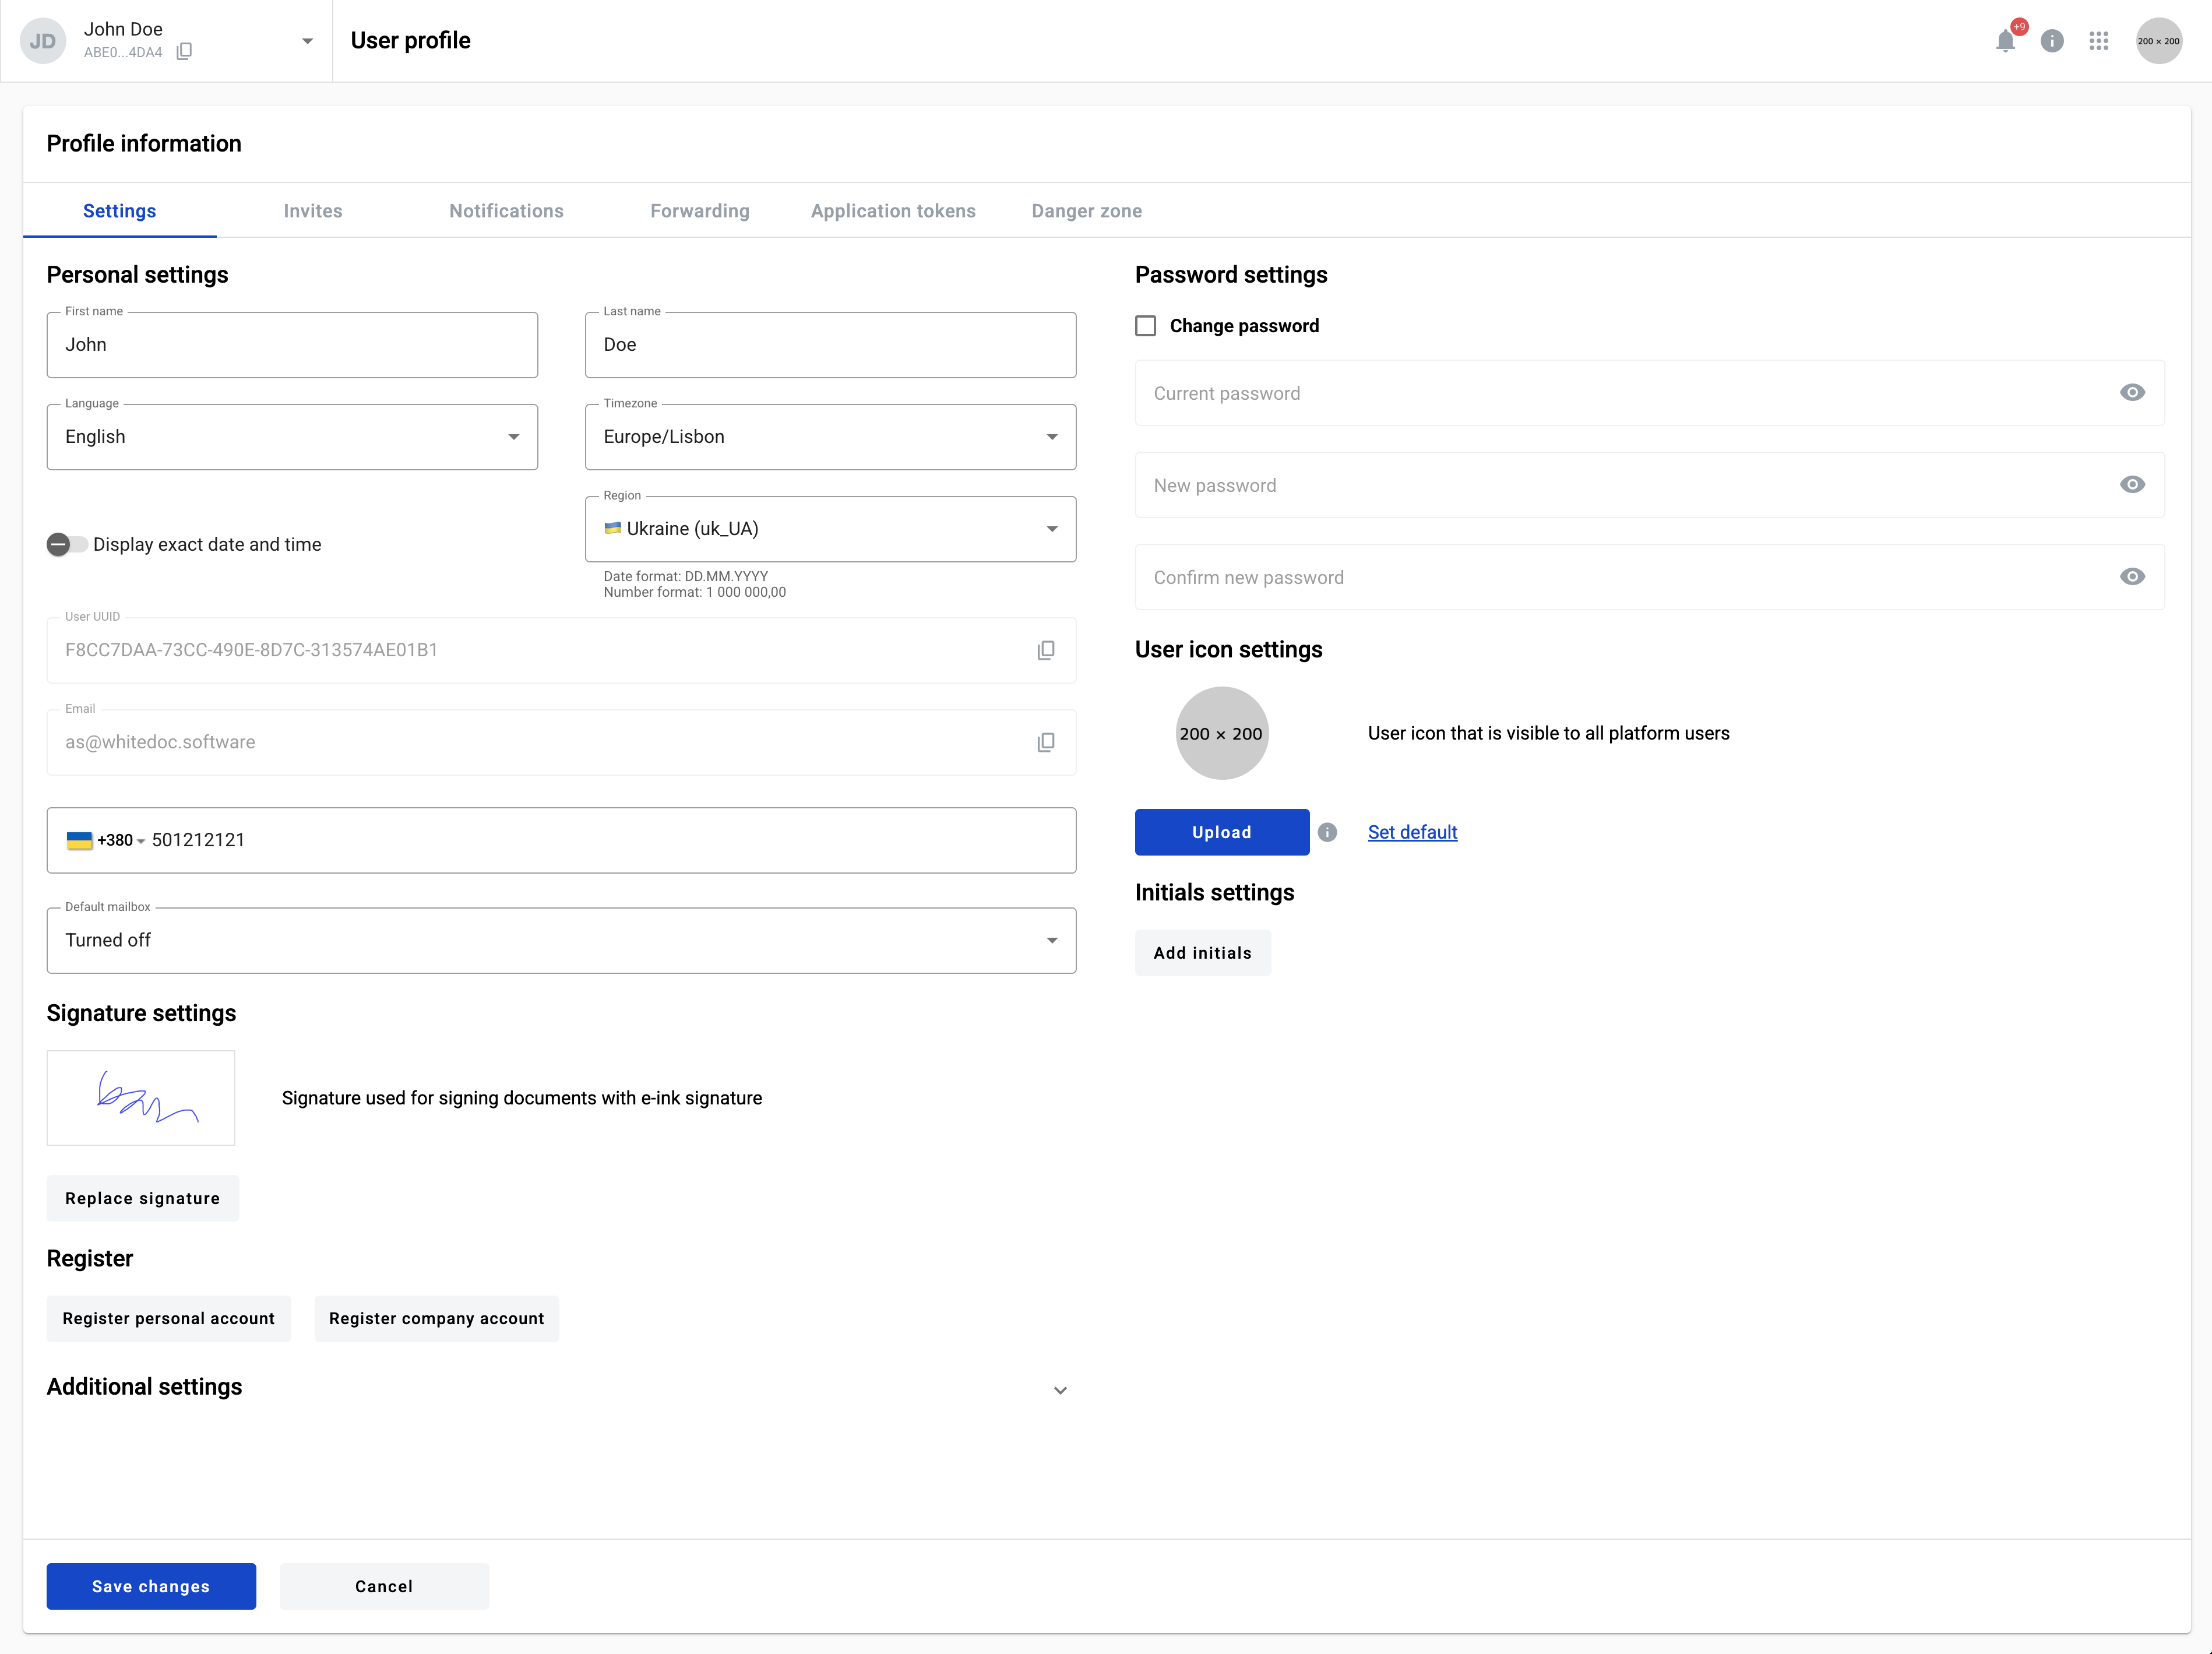 JD
John Doe
ABE0...4DA4
User profile
+9
200 × 200
Profile information
Settings
Invites
Notifications
Forwarding
Application tokens
Danger zone
Personal settings
First name
John
Last name
Doe
Language
English
Timezone
Europe/Lisbon
Display exact date and time
Region
Ukraine (uk_UA)
Date format: DD.MM.YYYY
Number format: 1 000 000,00
User UUID
F8CC7DAA-73CC-490E-8D7C-313574AE01B1
Email
as@whitedoc.software
+380 501212121
Default mailbox
Turned off
Signature settings
Signature used for signing documents with e-ink signature
Replace signature
Register
Register personal account
Register company account
Additional settings
Password settings
Change password
Current password
New password
Confirm new password
User icon settings
200 × 200
User icon that is visible to all platform users
Upload
Set default
Initials settings
Add initials
Save changes
Cancel